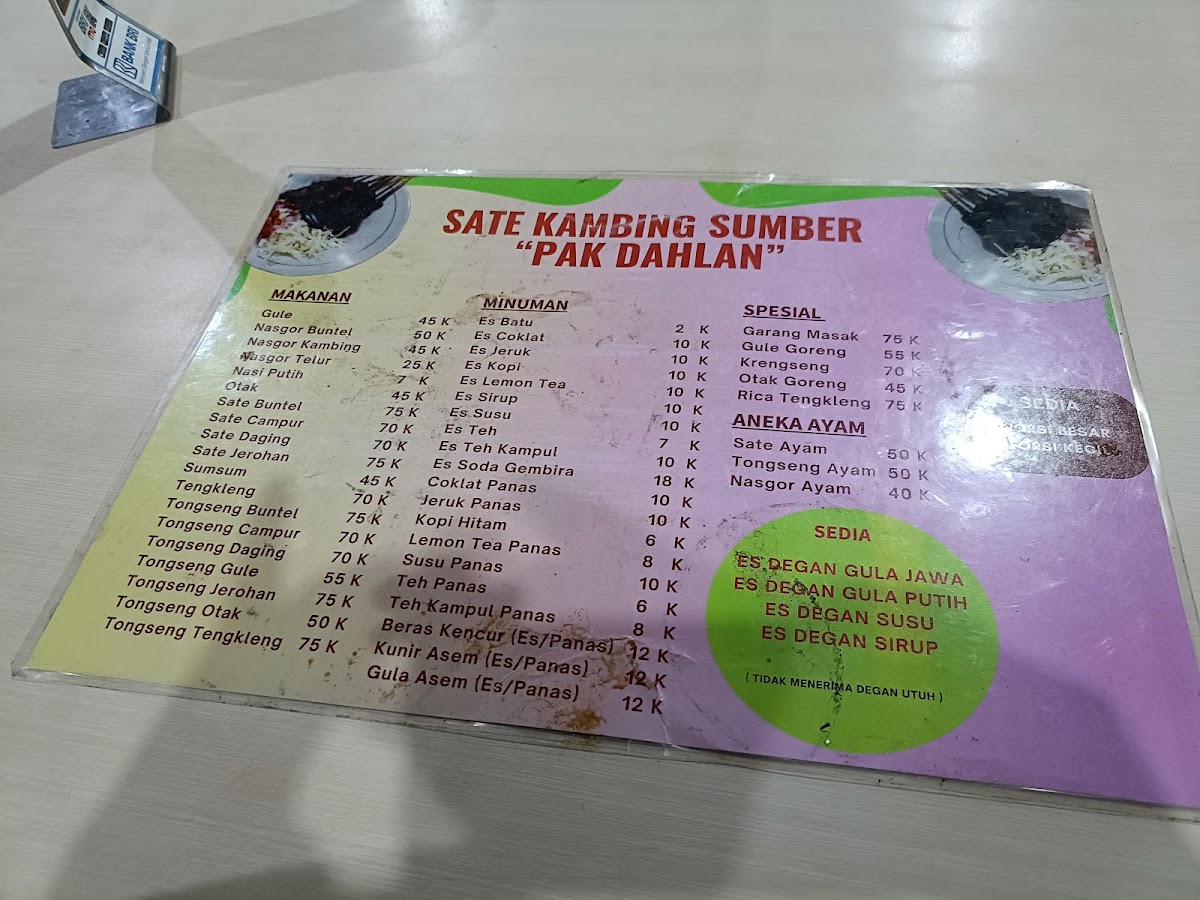 BANK BRI
SATE KAMBING SUMBER
“PAK DAHLAN”
MAKANAN
Gule 45 K
Nasgor Buntel 50 K
Nasgor Kambing 45 K
Nasgor Telur 25 K
Nasi Putih 7 K
Otak 45 K
Sate Buntel 75 K
Sate Campur 70 K
Sate Daging 70 K
Sate Jerohan 75 K
Sumsum 45 K
Tengkleng 70 K
Tongseng Buntel 75 K
Tongseng Campur 70 K
Tongseng Daging 70 K
Tongseng Gule 55 K
Tongseng Jerohan 75 K
Tongseng Otak 50 K
Tongseng Tengkleng 75 K
MINUMAN
Es Batu 2 K
Es Coklat 10 K
Es Jeruk 10 K
Es Kopi 10 K
Es Lemon Tea 10 K
Es Sirup 10 K
Es Susu 10 K
Es Teh 7 K
Es Teh Kampul 10 K
Es Soda Gembira 18 K
Coklat Panas 10 K
Jeruk Panas 10 K
Kopi Hitam 6 K
Lemon Tea Panas 8 K
Susu Panas 10 K
Teh Panas 6 K
Teh Kampul Panas 8 K
Beras Kencur (Es/Panas) 12 K
Kunir Asem (Es/Panas) 12 K
Gula Asem (Es/Panas) 12 K
SPESIAL
Garang Masak 75 K
Gule Goreng 55 K
Krengseng 70 K
Otak Goreng 45 K
Rica Tengkleng 75 K
ANEKA AYAM
Sate Ayam 50 K
Tongseng Ayam 50 K
Nasgor Ayam 40 K
SEDIA
PORSI BESAR
PORSI KECIL
SEDIA
ES DEGAN GULA JAWA
ES DEGAN GULA PUTIH
ES DEGAN SUSU
ES DEGAN SIRUP
( TIDAK MENERIMA DEGAN UTUH )